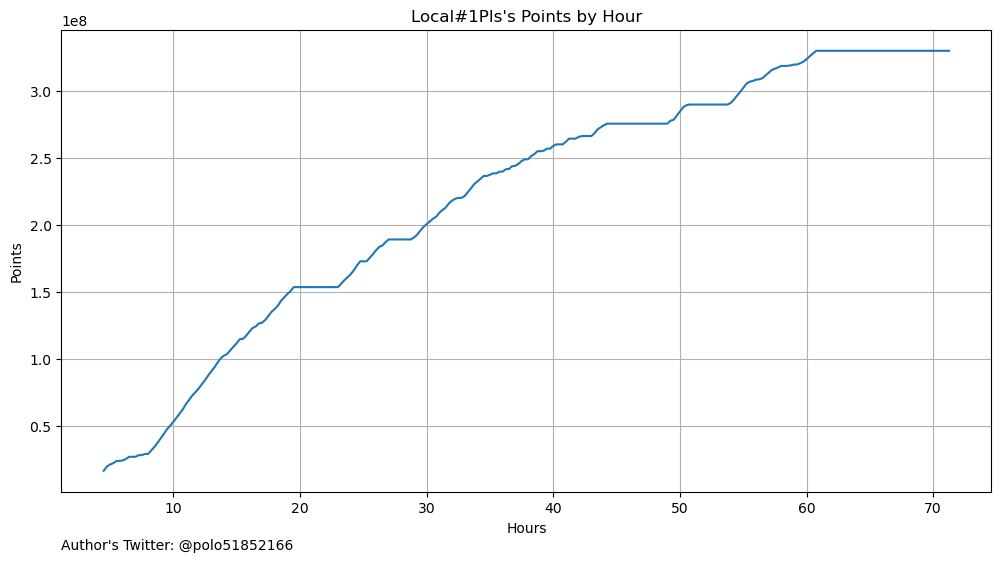 Local#1Pls's Points by Hour
1e8
3.0
2.5
2.0
1.5
1.0
0.5
Points
10 20 30 40 50 60 70
Hours
Author's Twitter: @polo51852166